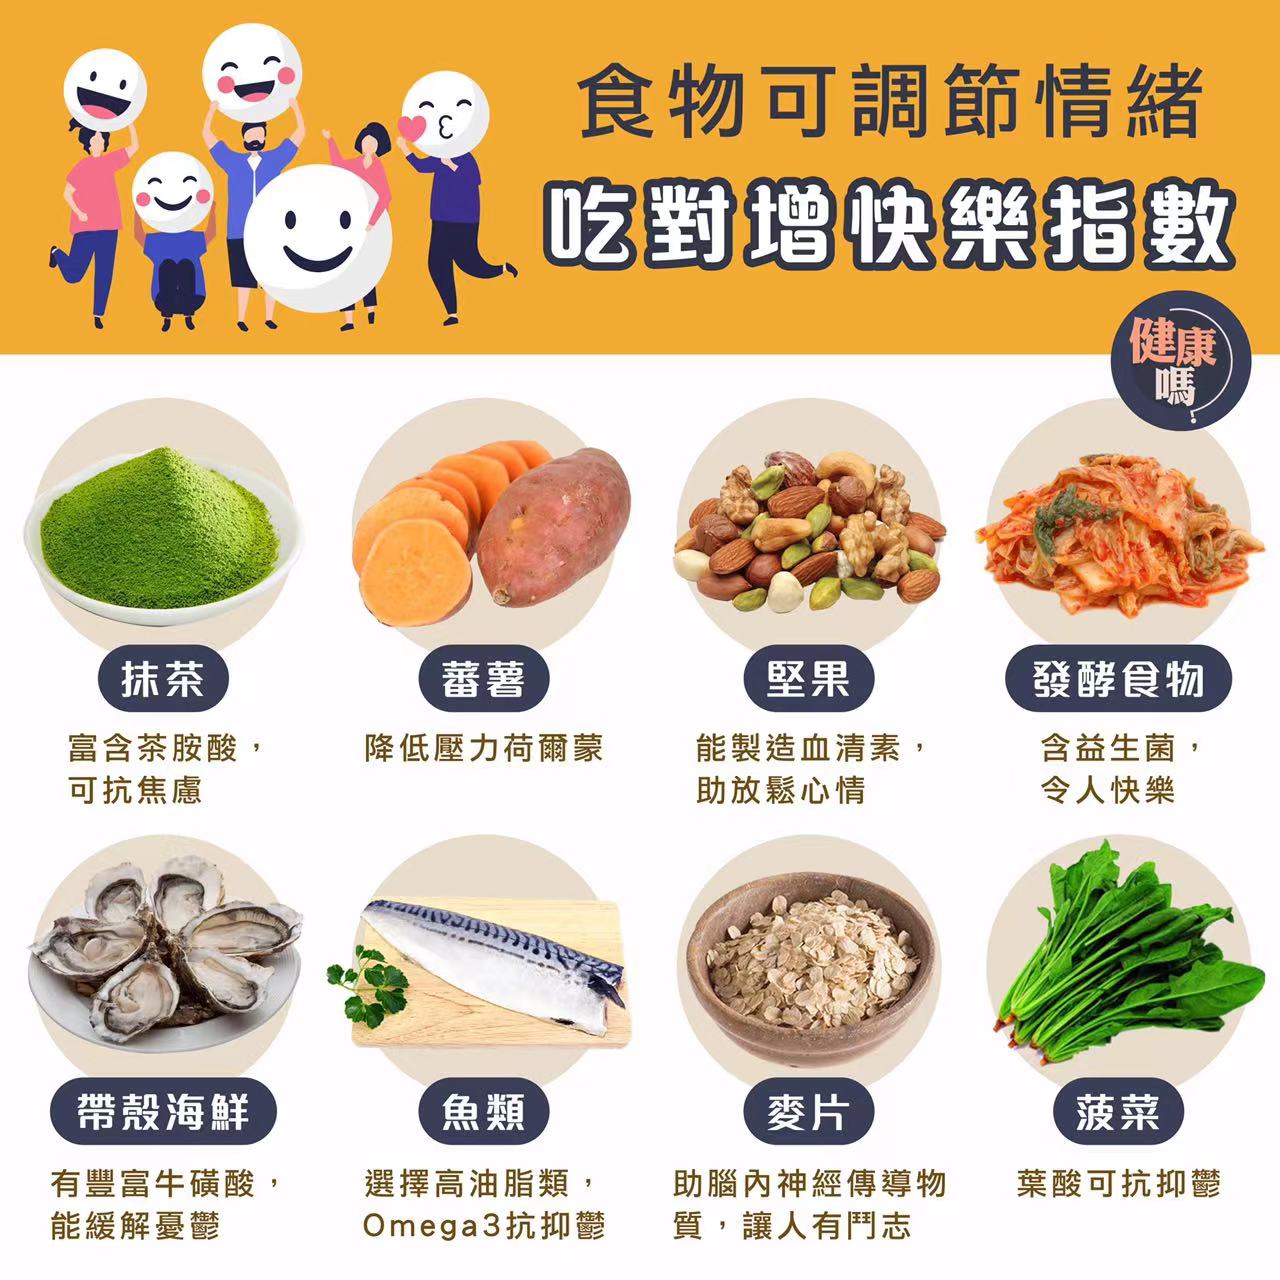 食物可調節情緒
吃對增快樂指數
健康
嗎?
抹茶
富含茶胺酸，
可抗焦慮
蕃薯
降低壓力荷爾蒙
堅果
能製造血清素，
助放鬆心情
發酵食物
含益生菌，
令人快樂
帶殼海鮮
有豐富牛磺酸，
能緩解憂鬱
魚類
選擇高油脂類，
Omega3抗抑鬱
麥片
助腦內神經傳導物
質，讓人有鬥志
菠菜
葉酸可抗抑鬱